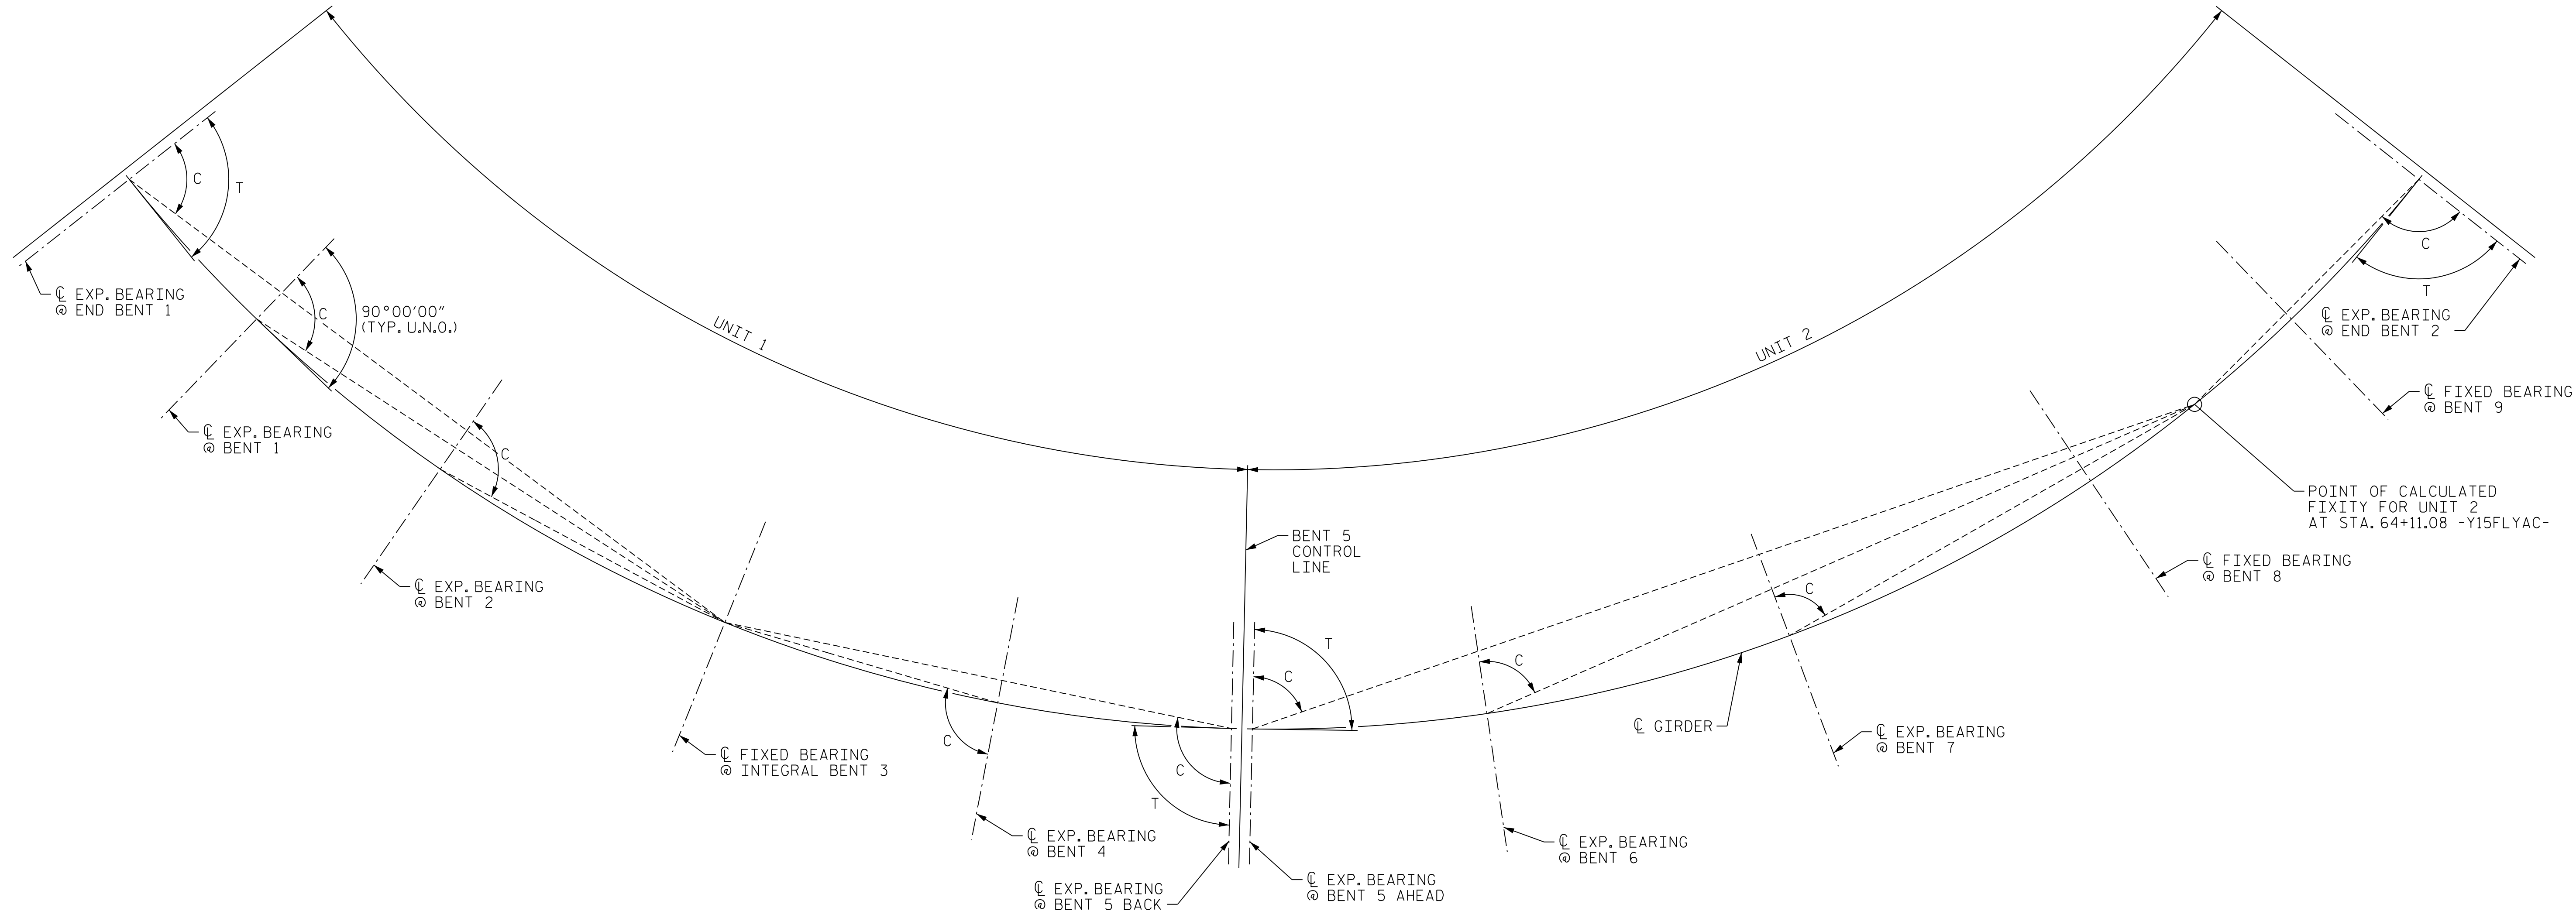 C
T
℄ EXP. BEARING
@ END BENT 1
C
90°00'00"
(TYP. U.N.O.)
℄ EXP. BEARING
@ BENT 1
C
℄ EXP. BEARING
@ BENT 2
UNIT 1
UNIT 2
C
T
℄ EXP. BEARING
@ END BENT 2
℄ FIXED BEARING
@ BENT 9
POINT OF CALCULATED
FIXITY FOR UNIT 2
AT STA. 64+11.08 -Y15FLYAC-
℄ FIXED BEARING
@ BENT 8
BENT 5
CONTROL
LINE
C
T
C
C
℄ GIRDER
℄ EXP. BEARING
@ BENT 7
℄ FIXED BEARING
@ INTEGRAL BENT 3
C
C
T
℄ EXP. BEARING
@ BENT 4
℄ EXP. BEARING
@ BENT 6
℄ EXP. BEARING
@ BENT 5 BACK
℄ EXP. BEARING
@ BENT 5 AHEAD